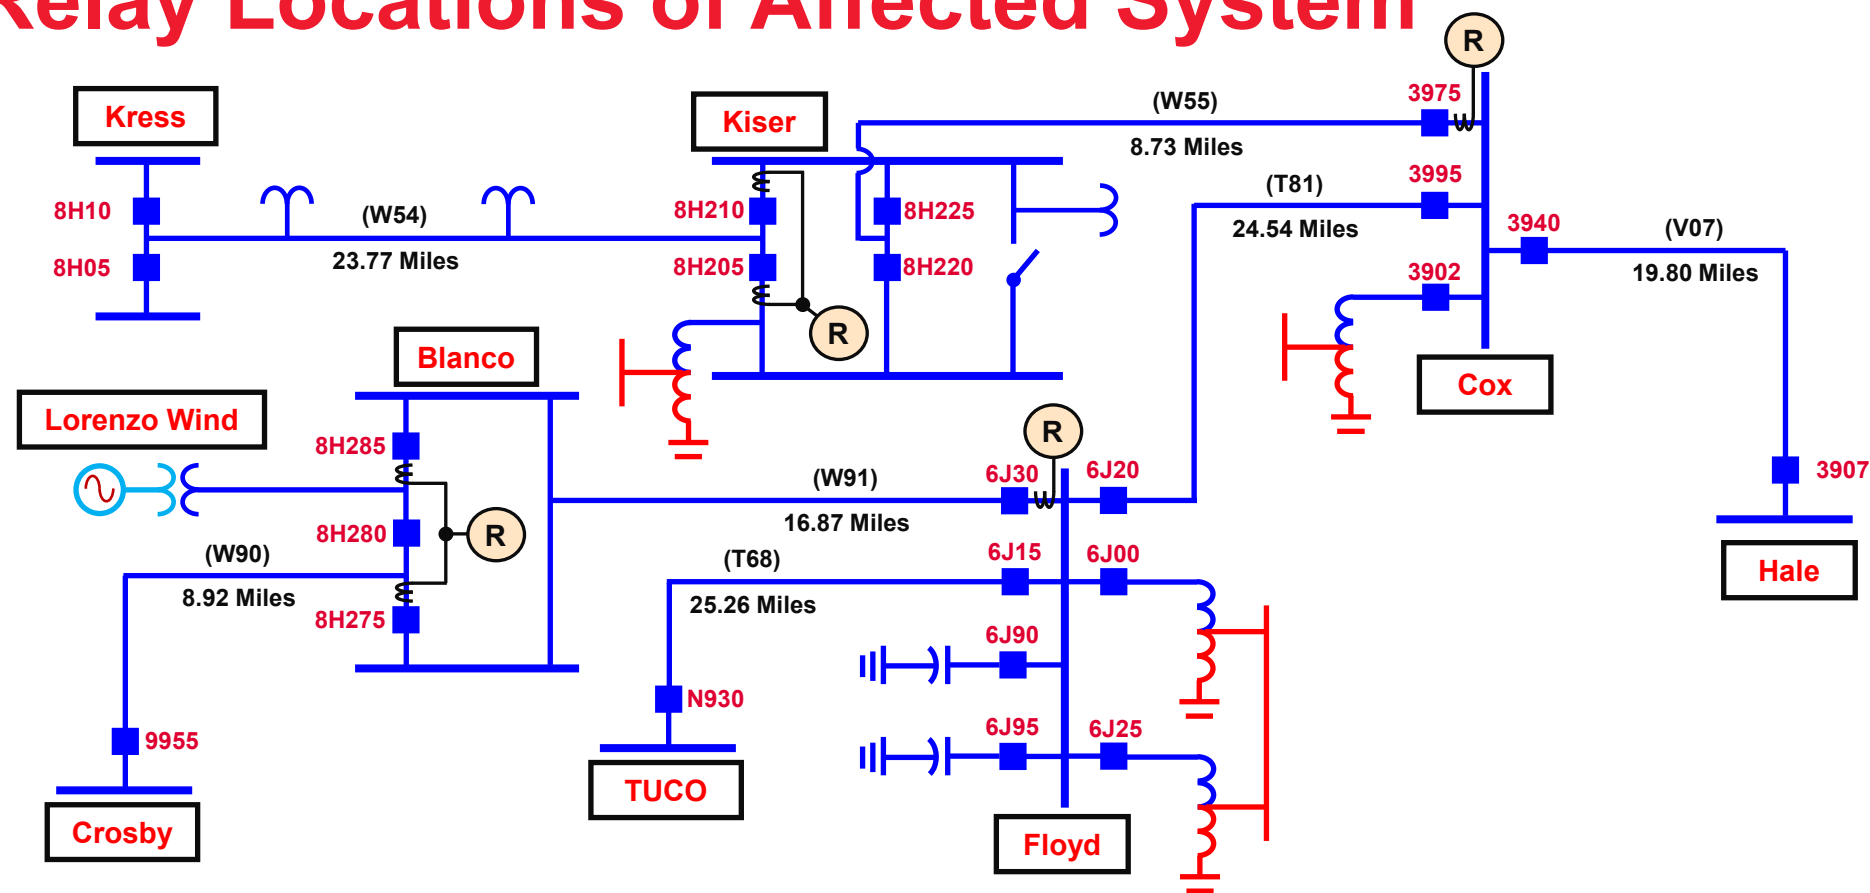 Relay Locations of Affected System
R
Kress
Kiser
(W55)
3975
8.73 Miles
8H10
(W54)
8H210
8H225
(T81)
3995
24.54 Miles
3940
(V07)
8H05
23.77 Miles
8H205
8H220
3902
19.80 Miles
R
Blanco
Cox
Lorenzo Wind
8H285
R
(W91)
6J30
6J20
3907
16.87 Miles
8H280
R
(W90)
(T68)
6J15
6J00
Hale
8.92 Miles
25.26 Miles
8H275
6J90
N930
9955
6J95
6J25
TUCO
Crosby
Floyd